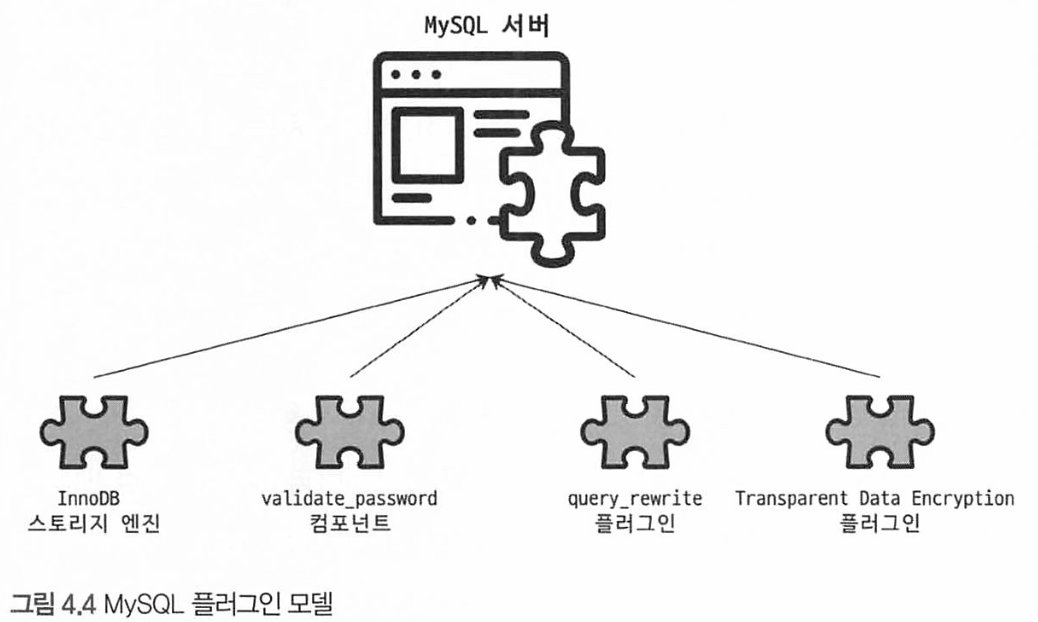 MySQL 서버
InnoDB
스토리지 엔진
validate_password
컴포넌트
query_rewrite
플러그인
Transparent Data Encryption
플러그인
그림 4.4 MySQL 플러그인 모델